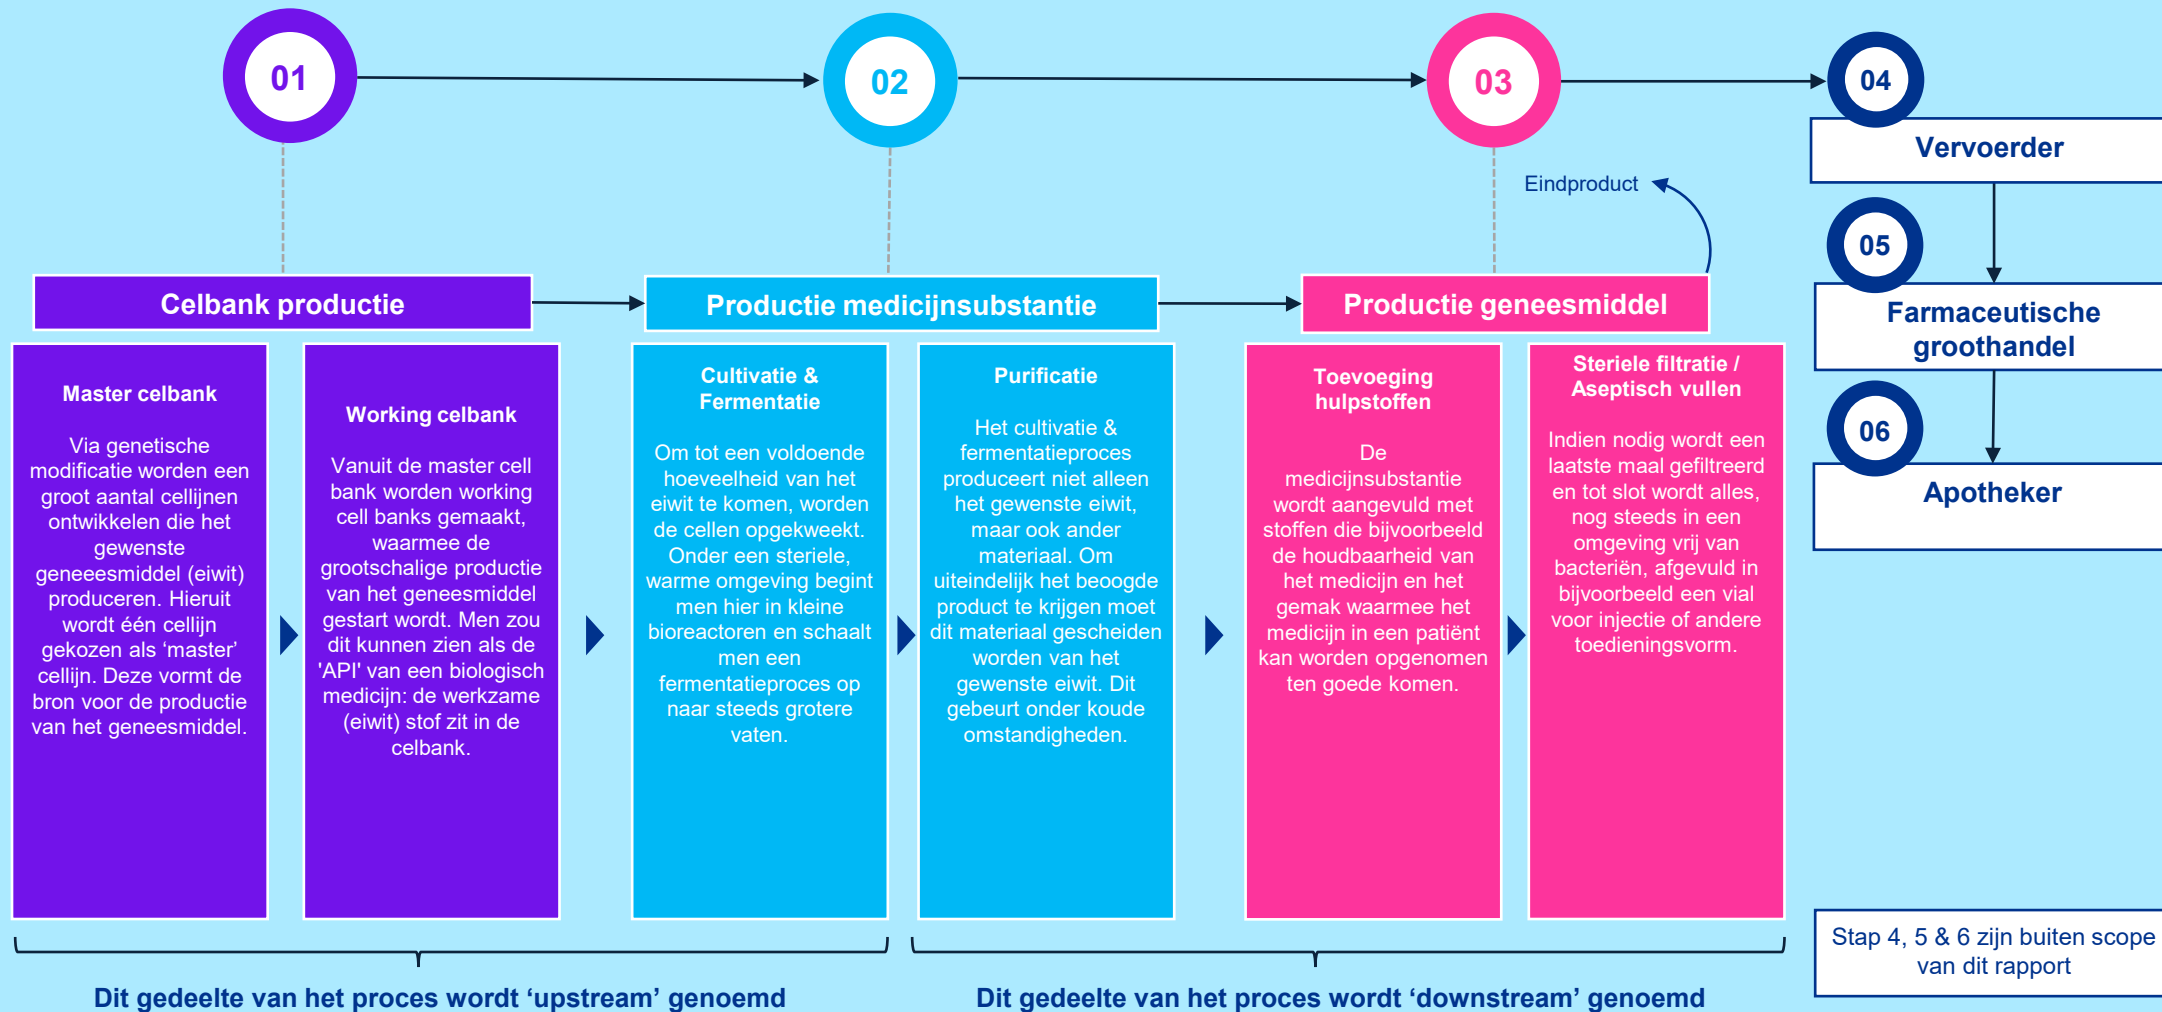 01
02
03
04
Vervoerder
Eindproduct
05
Farmaceutische
groothandel
06
Apotheker
Celbank productie
Productie medicijnsubstantie
Productie geneesmiddel
Master celbank
Via genetische
modificatie worden een
groot aantal cellijnen
ontwikkelen die het
gewenste
geneeesmiddel (eiwit)
produceren. Hieruit
wordt één cellijn
gekozen als ‘master’
cellijn. Deze vormt de
bron voor de productie
van het geneesmiddel.
Working celbank
Vanuit de master cell
bank worden working
cell banks gemaakt,
waarmee de
grootschalige productie
van het geneesmiddel
gestart wordt. Men zou
dit kunnen zien als de
'API' van een biologisch
medicijn: de werkzame
(eiwit) stof zit in de
celbank.
Cultivatie &
Fermentatie
Om tot een voldoende
hoeveelheid van het
eiwit te komen, worden
de cellen opgekweekt.
Onder een steriele,
warme omgeving begint
men hier in kleine
bioreactoren en schaalt
men een
fermentatieproces op
naar steeds grotere
vaten.
Purificatie
Het cultivatie &
fermentatieproces
produceert niet alleen
het gewenste eiwit,
maar ook ander
materiaal. Om
uiteindelijk het beoogde
product te krijgen moet
dit materiaal gescheiden
worden van het
gewenste eiwit. Dit
gebeurt onder koude
omstandigheden.
Toevoeging
hulpstoffen
De
medicijnsubstantie
wordt aangevuld met
stoffen die bijvoorbeeld
de houdbaarheid van
het medicijn en het
gemak waarmee het
medicijn in een patiënt
kan worden opgenomen
ten goede komen.
Steriele filtratie /
Aseptisch vullen
Indien nodig wordt een
laatste maal gefiltreerd
en tot slot wordt alles,
nog steeds in een
omgeving vrij van
bacteriën, afgevuld in
bijvoorbeeld een vial
voor injectie of andere
toedieningsvorm.
Stap 4, 5 & 6 zijn buiten scope
van dit rapport
Dit gedeelte van het proces wordt ‘upstream’ genoemd
Dit gedeelte van het proces wordt ‘downstream’ genoemd